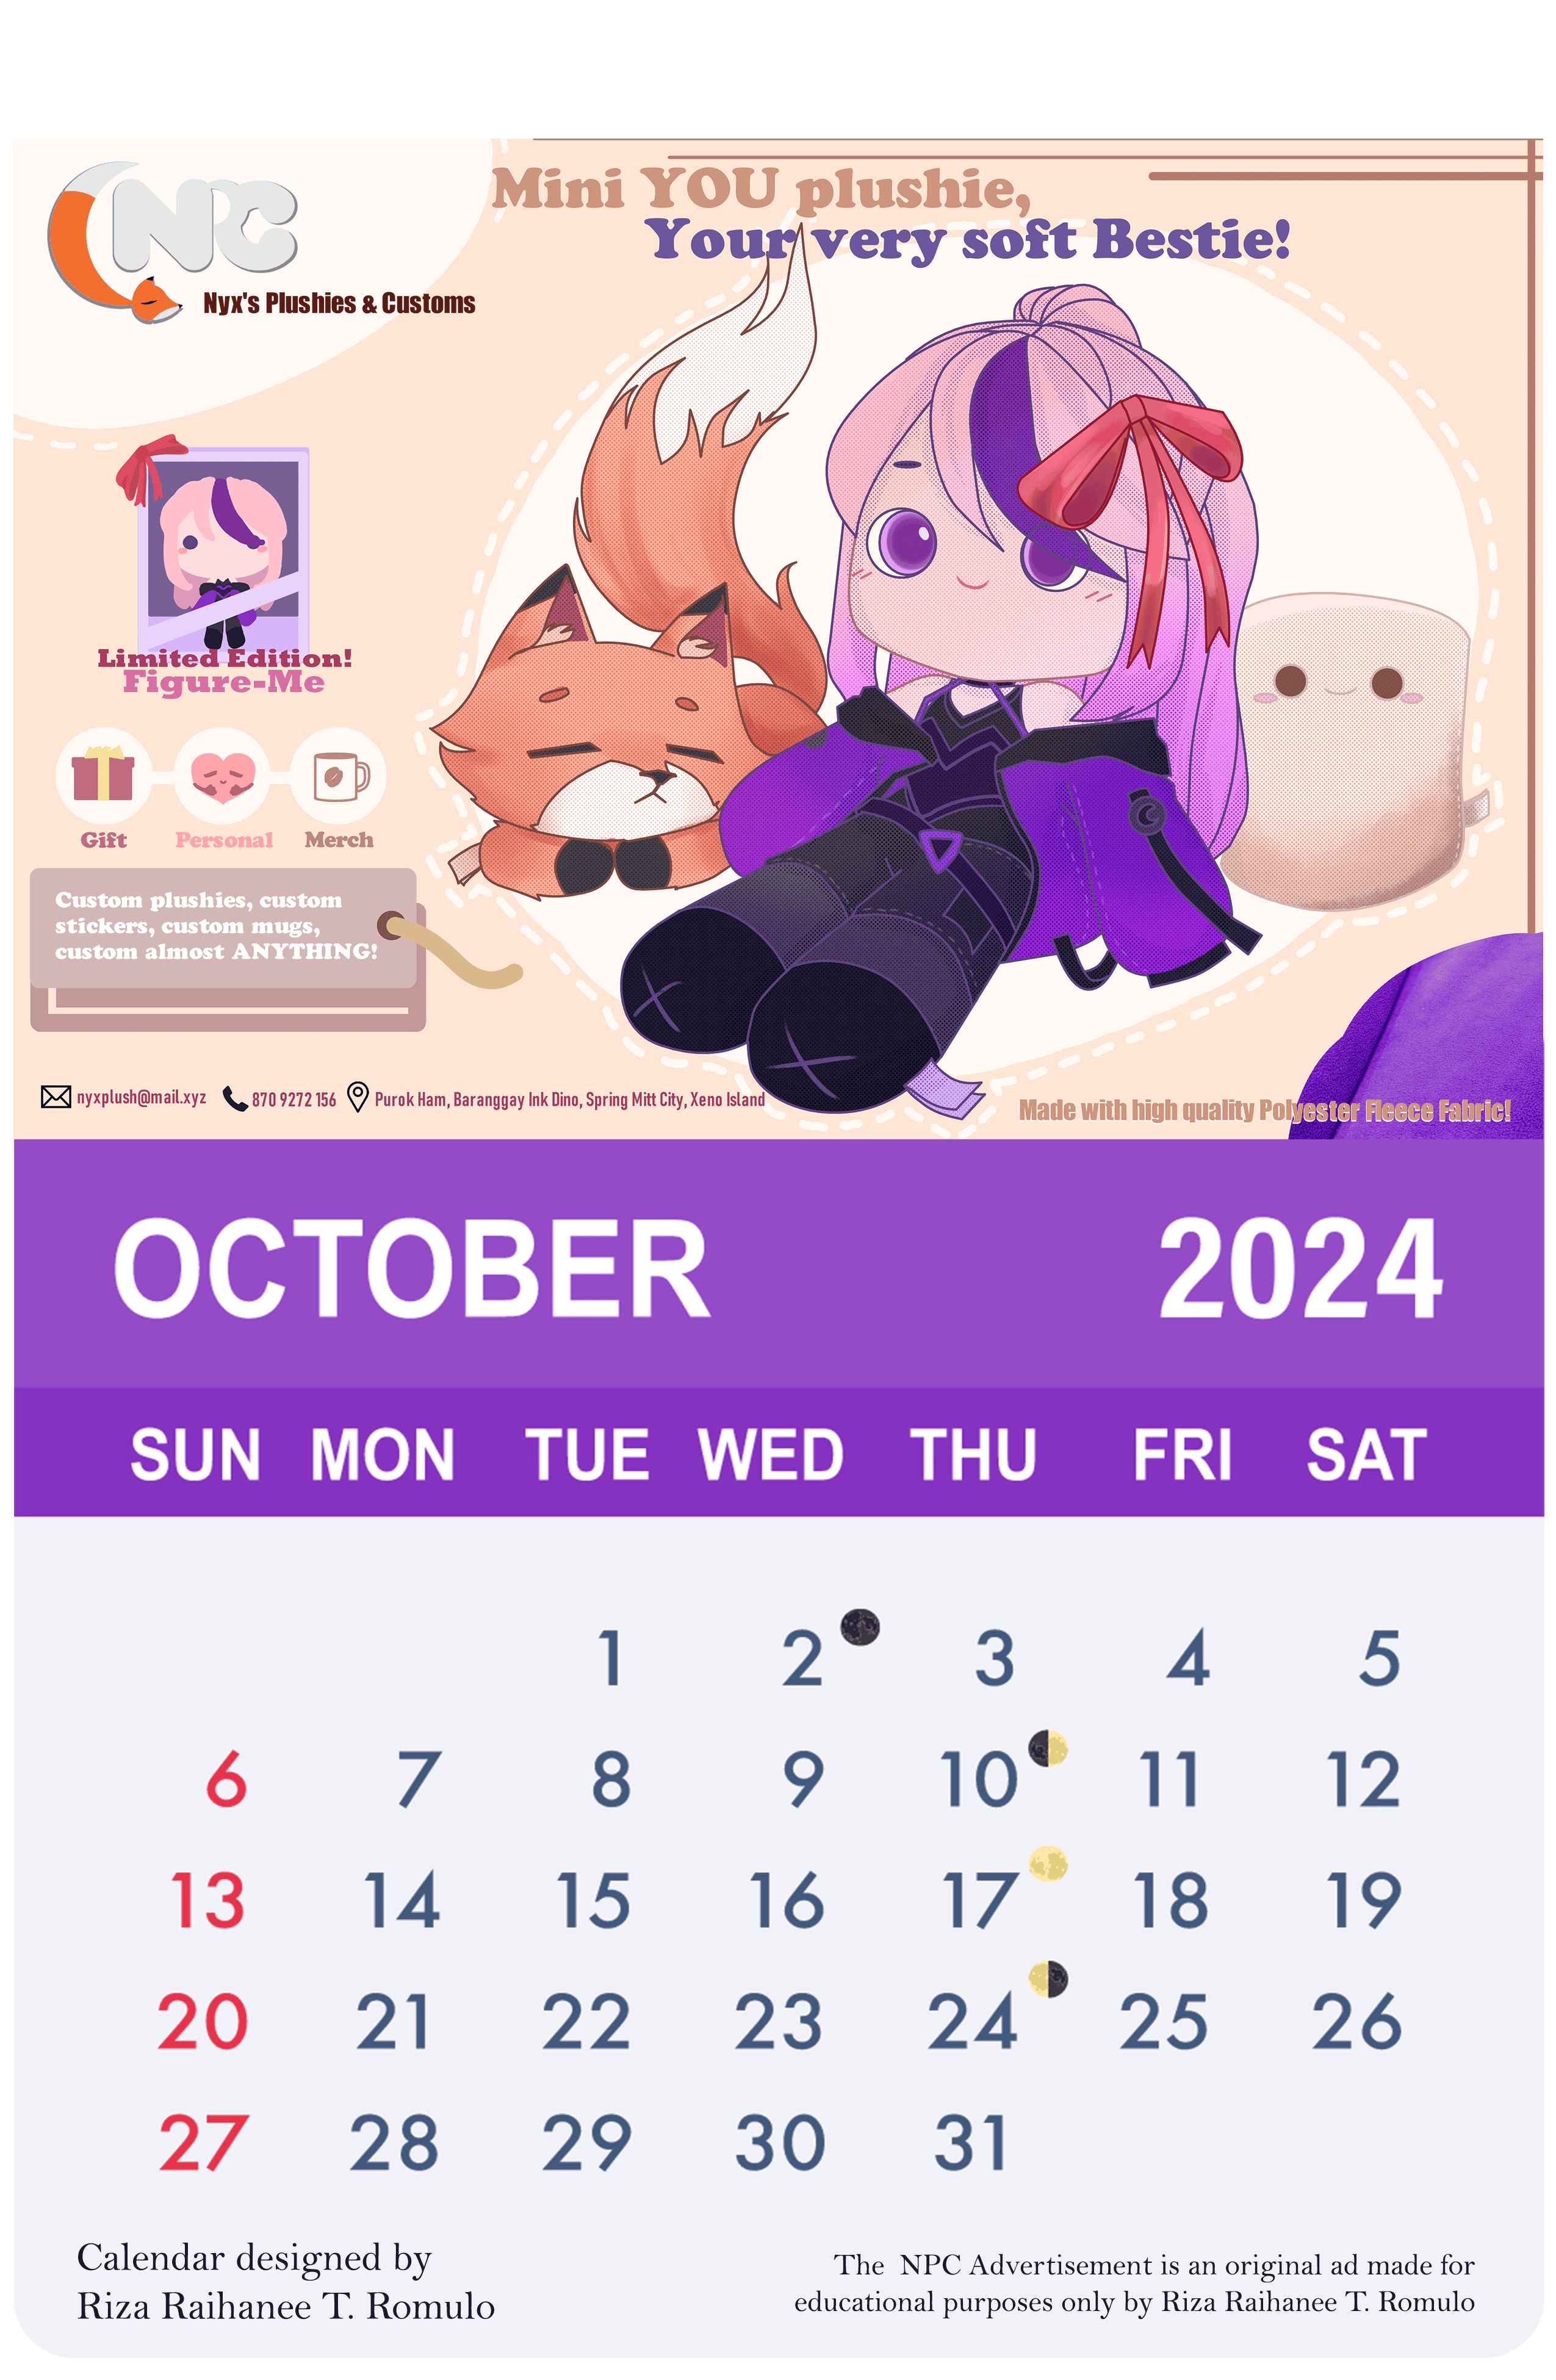 NPC
Nyx's Plushies & Customs
Mini YOU plushie,
Your very soft Bestie!
Limited Edition!
Figure-Me
Gift Personal Merch
Custom plushies, custom
stickers, custom mugs,
custom almost ANYTHING!
nyxplush@mail.xyz 870 9272 156 Purok Ham, Baranggay Ink Dino, Spring Mitt City, Xeno Island
Made with high quality Polyester Fleece Fabric!
OCTOBER 2024
SUN MON TUE WED THU FRI SAT
1 2 3 4 5
6 7 8 9 10 11 12
13 14 15 16 17 18 19
20 21 22 23 24 25 26
27 28 29 30 31
Calendar designed by
Riza Raihanee T. Romulo
The NPC Advertisement is an original ad made for
educational purposes only by Riza Raihanee T. Romulo